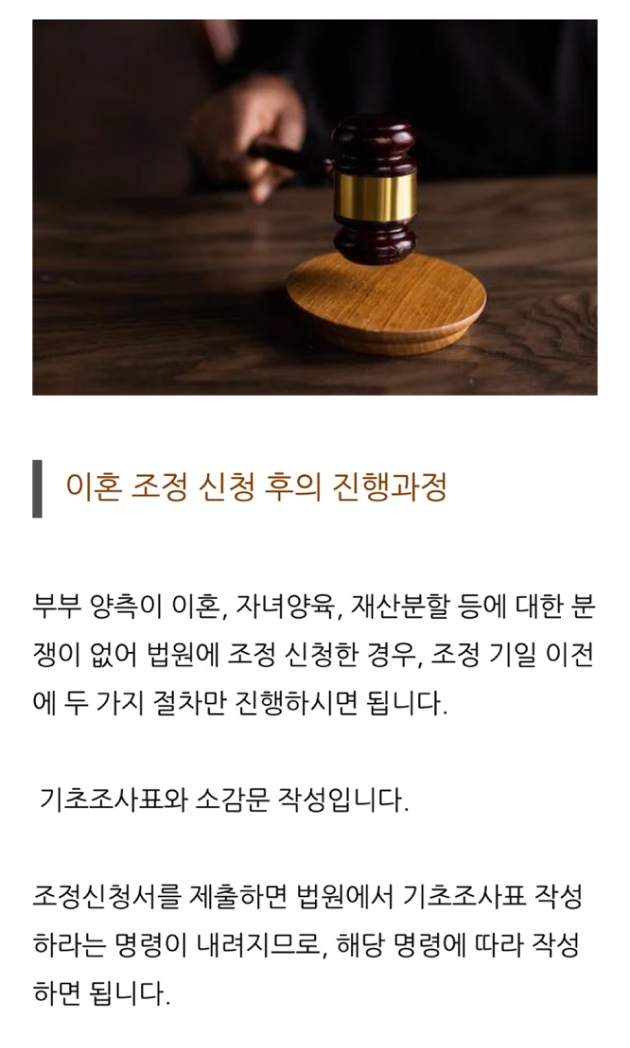 이혼 조정 신청 후의 진행과정
부부 양측이 이혼, 자녀양육, 재산분할 등에 대한 분
쟁이 없어 법원에 조정 신청한 경우, 조정 기일 이전
에 두 가지 절차만 진행하시면 됩니다.
기초조사표와 소감문 작성입니다.
조정신청서를 제출하면 법원에서 기초조사표 작성
하라는 명령이 내려지므로, 해당 명령에 따라 작성
하면 됩니다.